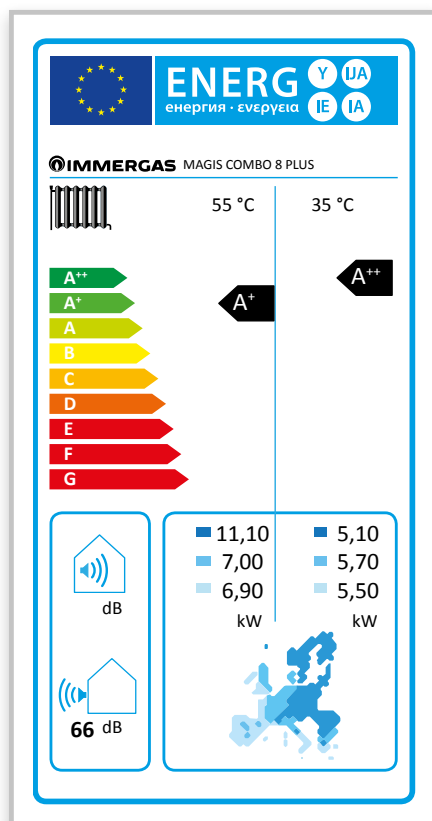 ENERG Y IJA
енергия · ενεργεια IE IA
IMMERGAS MAGIS COMBO 8 PLUS
55 °C 35 °C
A++
A++
A+
A+
A
B
C
D
E
F
G
11,10 5,10
7,00 5,70
6,90 5,50
kW kW
dB
66 dB